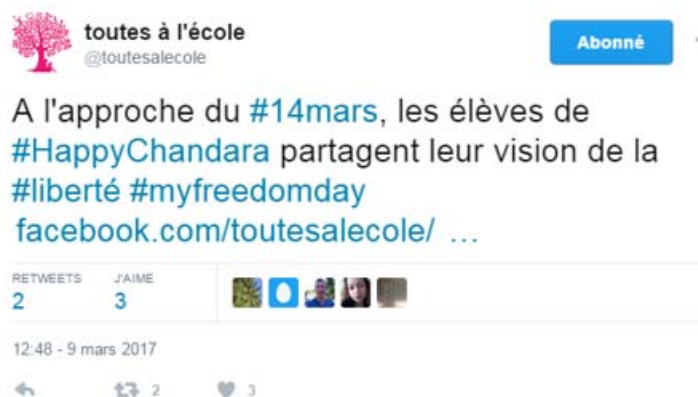 toutes à l'école
@toutesalecole
Abonné
A l'approche du #14mars, les élèves de
#HappyChandara partagent leur vision de la
#liberté #myfreedomday
facebook.com/toutesalecole/ ...
RETWEETS J'AIME
2 3
12:48 - 9 mars 2017
2 3